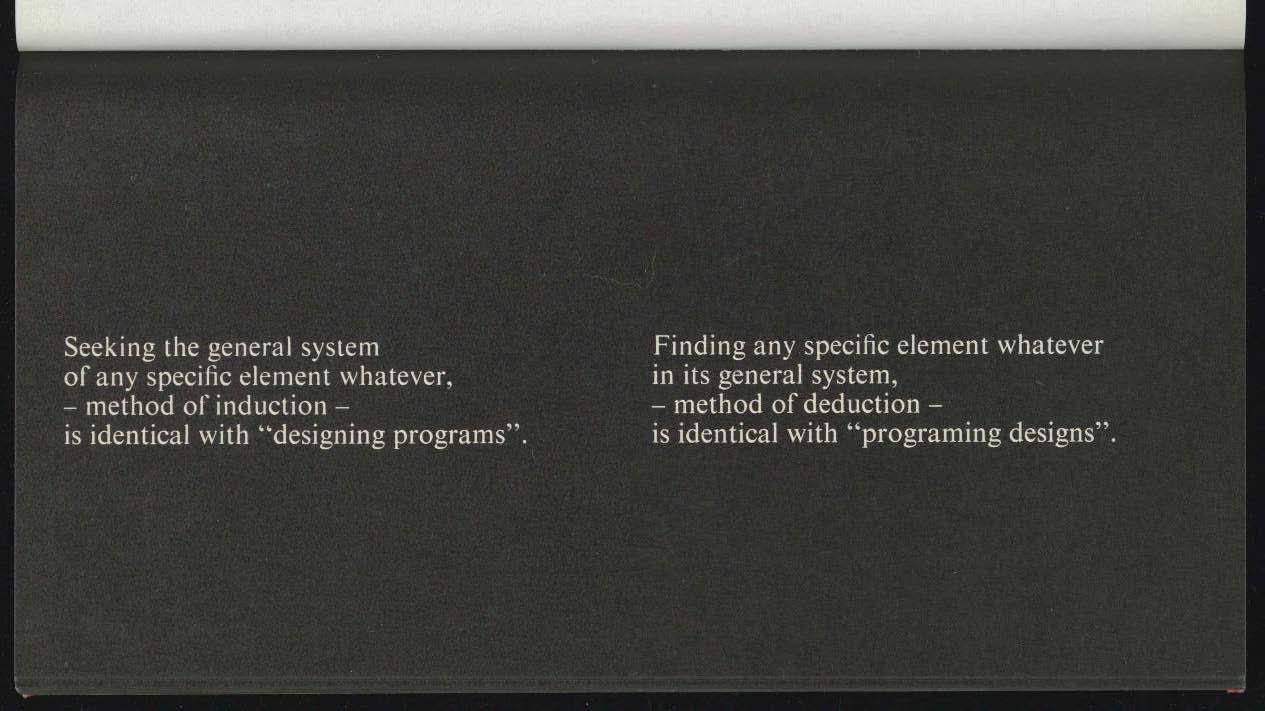 Seeking the general system
of any specific element whatever,
– method of induction –
is identical with “designing programs”.
Finding any specific element whatever
in its general system,
– method of deduction –
is identical with “programing designs”.